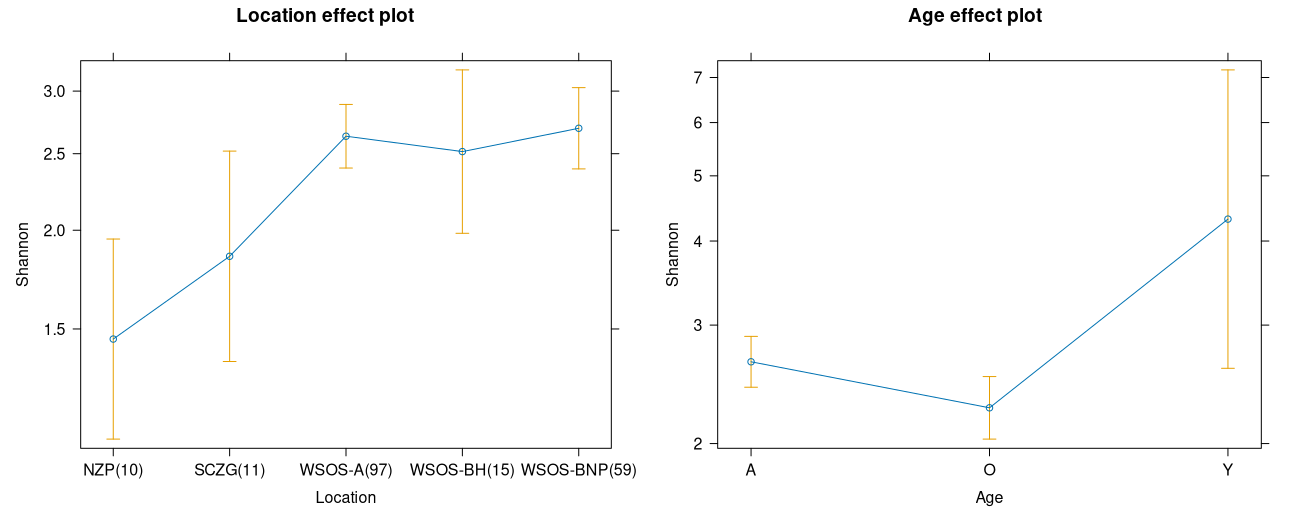 Location effect plot
Shannon
3.0
2.5
2.0
1.5
NZP(10) SCZG(11) WSOS-A(97) WSOS-BH(15) WSOS-BNP(59)
Location
Age effect plot
Shannon
7
6
5
4
3
2
A O Y
Age